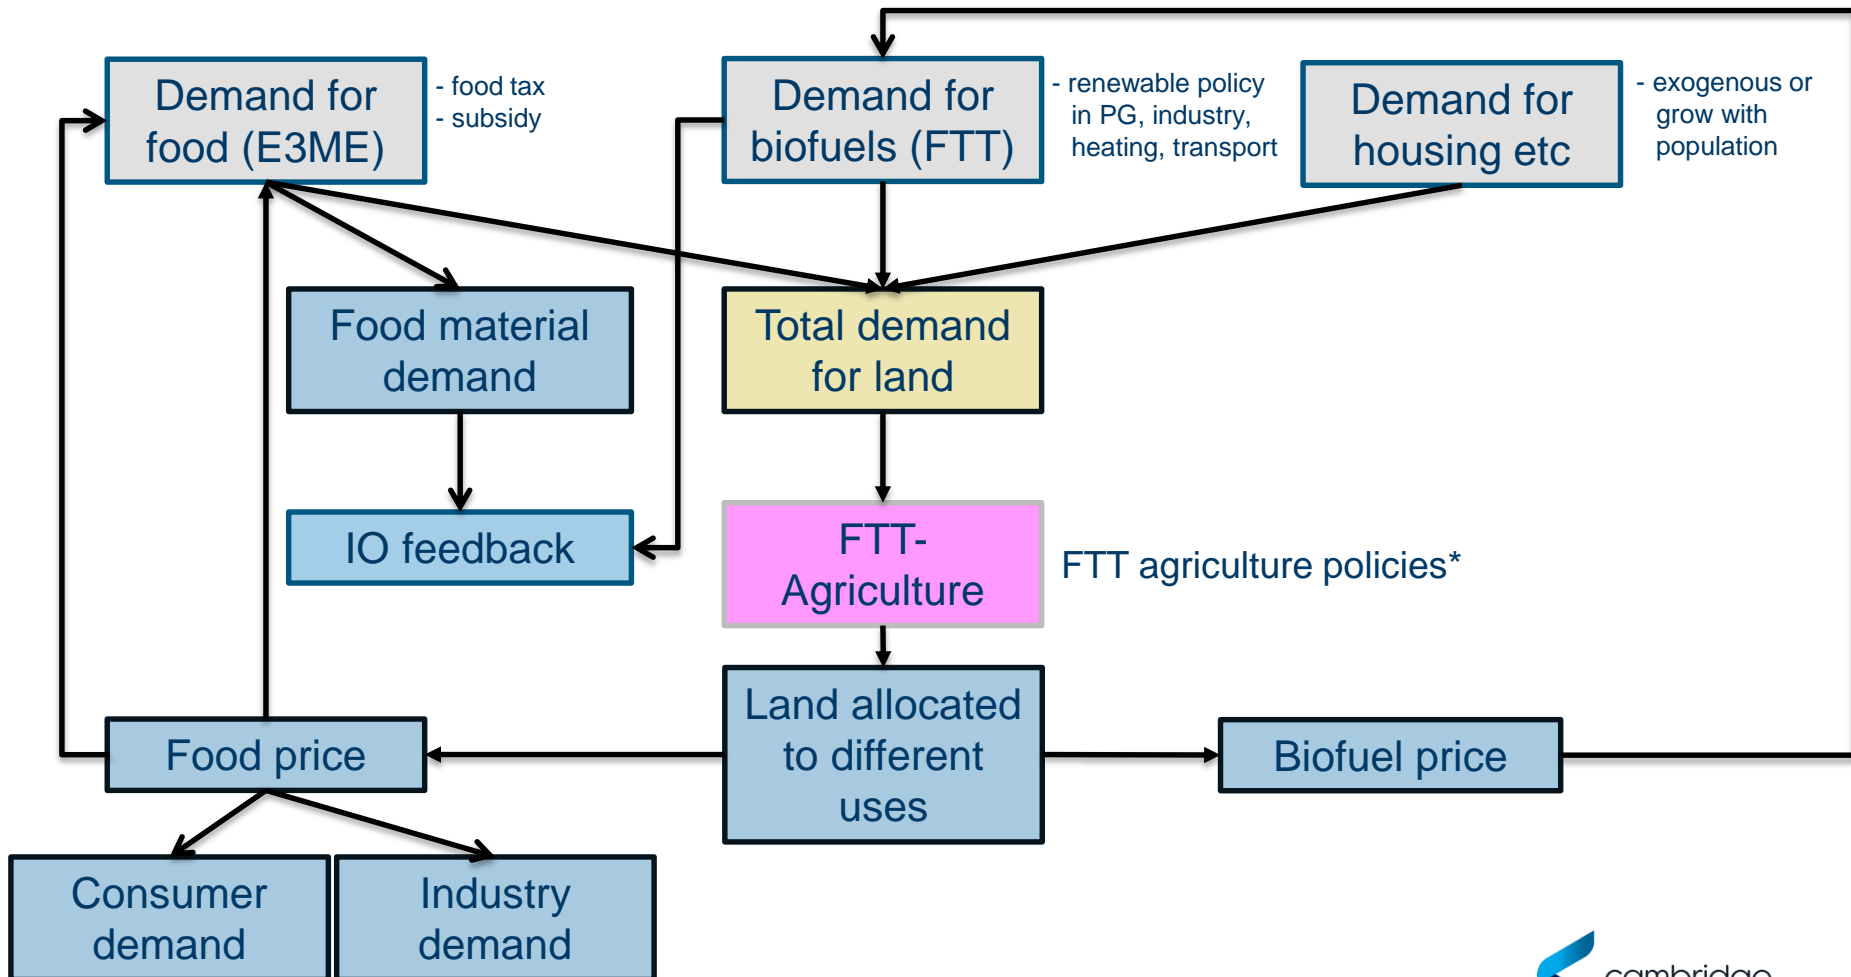 Demand for
food (E3ME)
- food tax
- subsidy
Demand for
biofuels (FTT)
- renewable policy
in PG, industry,
heating, transport
Demand for
housing etc
- exogenous or
grow with
population
Food material
demand
Total demand
for land
IO feedback
FTT-
Agriculture
FTT agriculture policies*
Food price
Land allocated
to different
uses
Biofuel price
Consumer
demand
Industry
demand
cambridge